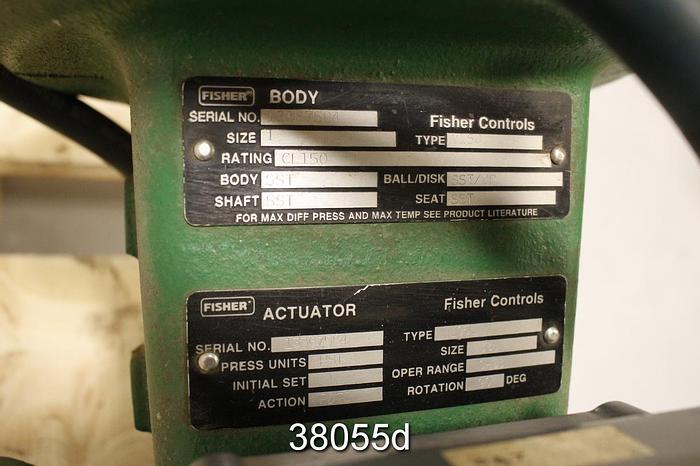 FISHER® BODY
SERIAL NO. Fisher Controls
SIZE 1 TYPE
RATING CL150
BODY SST BALL/DISK
SHAFT SST SEAT SST
FOR MAX DIFF PRESS AND MAX TEMP SEE PRODUCT LITERATURE
FISHER® ACTUATOR Fisher Controls
SERIAL NO. TYPE
PRESS UNITS PSI SIZE
INITIAL SET OPER RANGE
ACTION ROTATION DEG
38055d